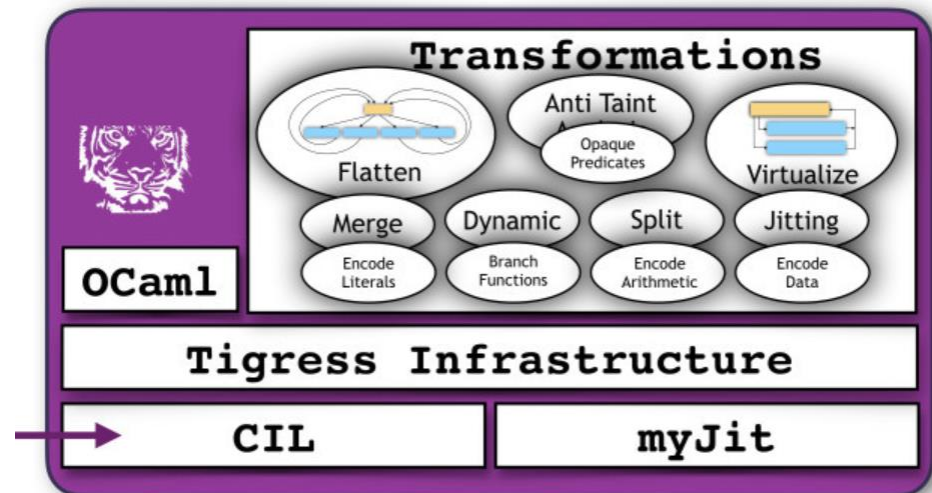 Transformations
Flatten
Anti Taint
Opaque
Predicates
Virtualize
Merge
Dynamic
Split
Jitting
Encode
Literals
Branch
Functions
Encode
Arithmetic
Encode
Data
OCaml
Tigress Infrastructure
CIL
myJit